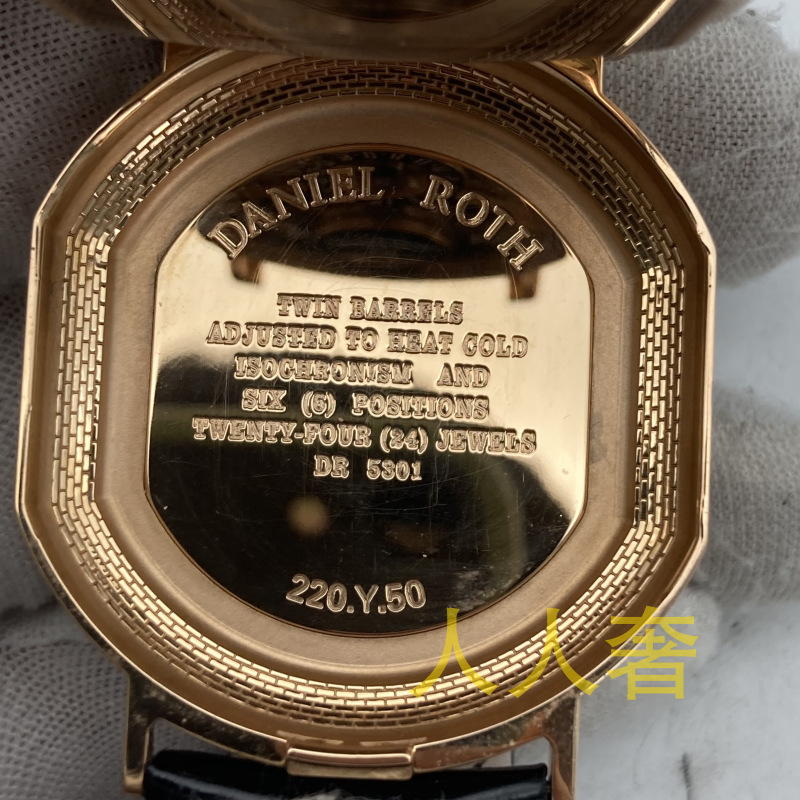 DANIEL ROTH
TWIN BARRELS
ADJUSTED TO HEAT COLD
ISOCHRONISM AND
SIX (6) POSITIONS
TWENTY-FOUR (24) JEWELS
DR 5301
220.Y.50
人人奢